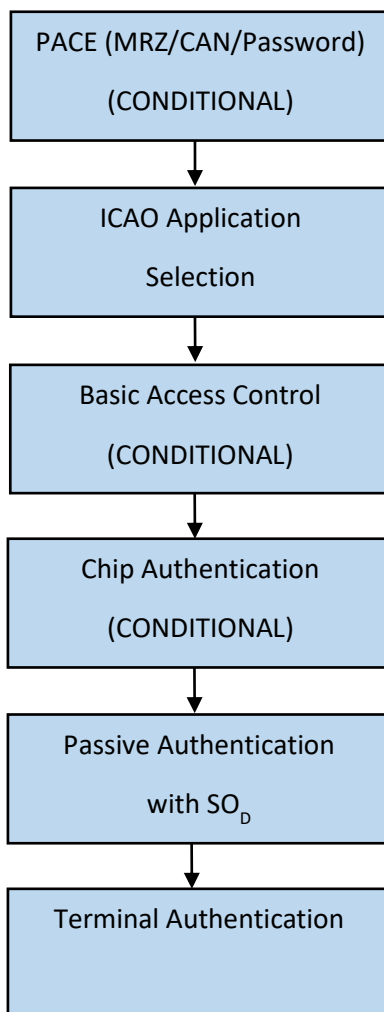 PACE (MRZ/CAN/Password)
(CONDITIONAL)
ICAO Application
Selection
Basic Access Control
(CONDITIONAL)
Chip Authentication
(CONDITIONAL)
Passive Authentication
with SO_D
Terminal Authentication